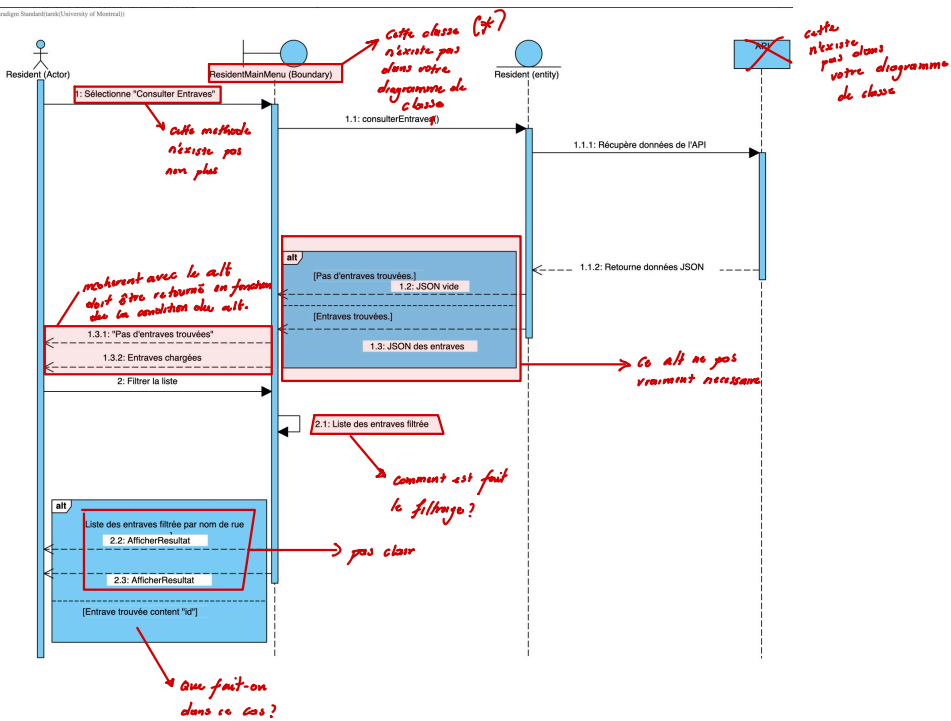 radigm Standard(tarek(University of Montreal))
Resident (Actor)
ResidentMainMenu (Boundary)
Resident (entity)
API
Cette classe (*)
n'existe pas
dans votre
diagramme de
classe
cette
n'existe
pas dans
votre diagramme
de classe
1: Sélectionne "Consulter Entraves"
Cette methode
n'existe pas
non plus
1.1: consulterEntraves()
1.1.1: Récupère données de l'API
1.1.2: Retourne données JSON
alt
[Pas d'entraves trouvées.]
1.2: JSON vide
[Entraves trouvées.]
1.3: JSON des entraves
incoherent avec le alt
doit être retourné en fonction
de la condition du alt.
1.3.1: "Pas d'entraves trouvées"
1.3.2: Entraves chargées
Ce alt ne pas
vraiment necessaire
2: Filtrer la liste
2.1: Liste des entraves filtrée
Comment est fait
le filtrage?
alt
Liste des entraves filtrée par nom de rue
2.2: AfficherResultat
2.3: AfficherResultat
pas clair
[Entrave trouvée content "id"]
Que fait-on
dans ce cas?